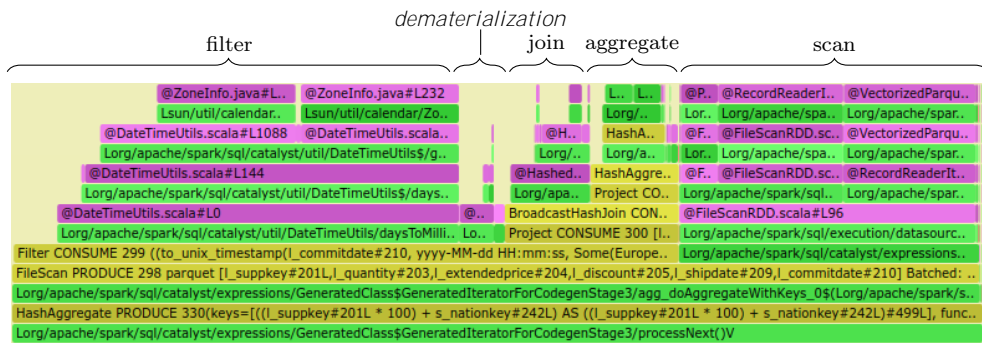 dematerialization
filter join aggregate scan
@ZoneInfo.java#L.. @ZoneInfo.java#L232 L.. L.. @P.. @RecordReaderI.. @VectorizedParqu..
Lsun/util/calendar.. Lsun/util/calendar/Zo.. Lorg/.. Lor.. Lorg/apache/spa.. Lorg/apache/spar..
@DateTimeUtils.scala#L1088 @DateTimeUtils.scala.. @H.. HashA.. @F.. @FileScanRDD.sc.. @VectorizedParqu..
Lorg/apache/spark/sql/catalyst/util/DateTimeUtils$/g.. Lorg/.. Lorg/a.. Lor.. Lorg/apache/spa.. Lorg/apache/spar..
@DateTimeUtils.scala#L144 @Hashed.. HashAggre.. @F.. @FileScanRDD.sc.. @RecordReaderIt..
Lorg/apache/spark/sql/catalyst/util/DateTimeUtils$/days.. Lorg/apa.. Project CO.. Lorg/apache/spark/sql.. Lorg/apache/spar..
@DateTimeUtils.scala#L0 @.. BroadcastHashJoin CON.. @FileScanRDD.scala#L96
Lorg/apache/spark/sql/catalyst/util/DateTimeUtils/daysToMilli.. Lo.. Project CONSUME 300 [l.. Lorg/apache/spark/sql/execution/datasourc..
Filter CONSUME 299 ((to_unix_timestamp(l_commitdate#210, yyyy-MM-dd HH:mm:ss, Some(Europe.. Lorg/apache/spark/sql/catalyst/expressions..
FileScan PRODUCE 298 parquet [l_suppkey#201L,l_quantity#203,l_extendedprice#204,l_discount#205,l_shipdate#209,l_commitdate#210] Batched: ..
Lorg/apache/spark/sql/catalyst/expressions/GeneratedClass$GeneratedIteratorForCodegenStage3/agg_doAggregateWithKeys_0$(Lorg/apache/spark/s..
HashAggregate PRODUCE 330(keys=[((l_suppkey#201L * 100) + s_nationkey#242L) AS ((l_suppkey#201L * 100) + s_nationkey#242L)#499L], func..
Lorg/apache/spark/sql/catalyst/expressions/GeneratedClass$GeneratedIteratorForCodegenStage3/processNext()V